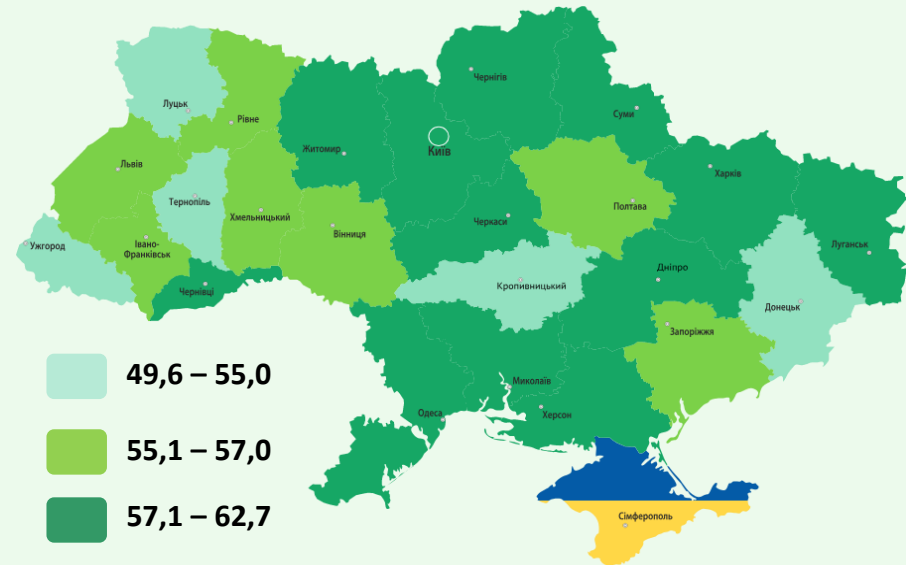 Чернігів
Луцьк
Суми
Рівне
Житомир
Київ
Львів
Харків
Тернопіль
Полтава
Хмельницький
Черкаси
Вінниця
Ужгород
Івано-
Франківськ
Луганськ
Дніпро
Чернівці
Кропивницький
Донецьк
Запоріжжя
49,6 – 55,0
Миколаїв
Одеса
Херсон
55,1 – 57,0
57,1 – 62,7
Сімферополь